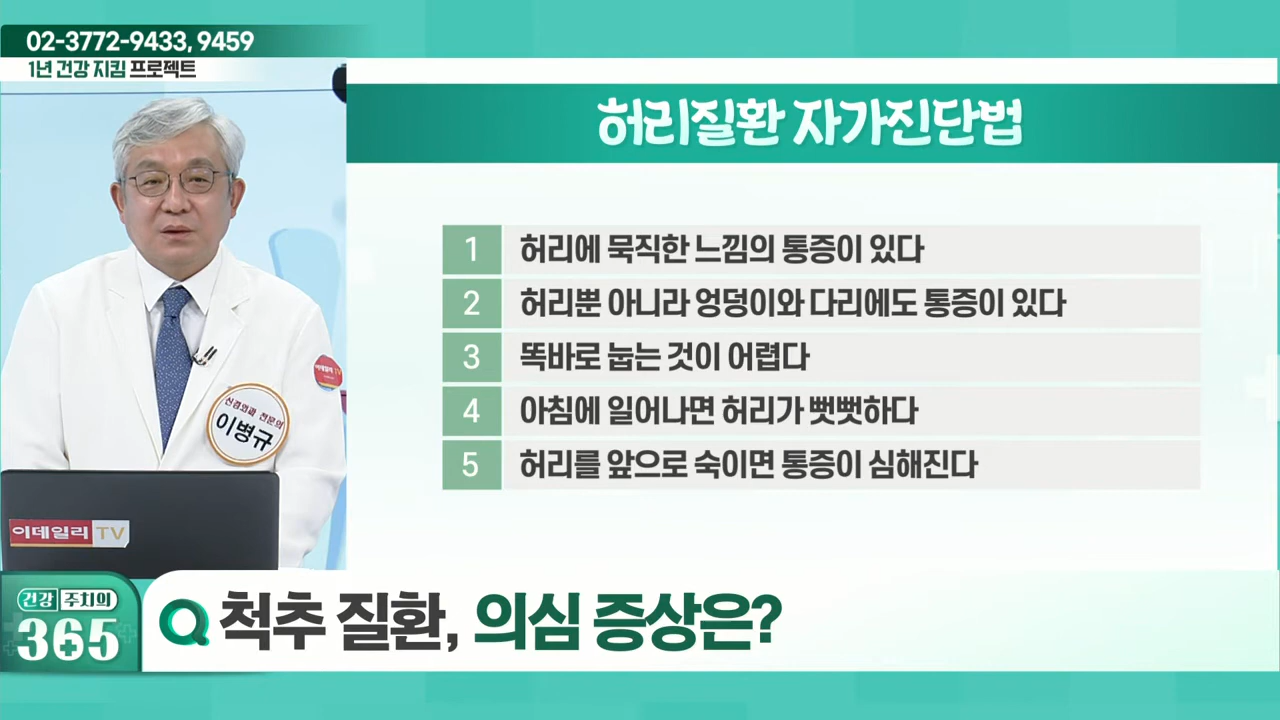 02-3772-9433, 9459
1년 건강 지킴 프로젝트
허리질환 자가진단법
1 허리에 묵직한 느낌의 통증이 있다
2 허리뿐 아니라 엉덩이와 다리에도 통증이 있다
3 똑바로 눕는 것이 어렵다
4 아침에 일어나면 허리가 뻣뻣하다
5 허리를 앞으로 숙이면 통증이 심해진다
이데일리 TV
신경외과 전문의
이병규
이데일리 TV
건강 주치의
365
Q 척추 질환, 의심 증상은?